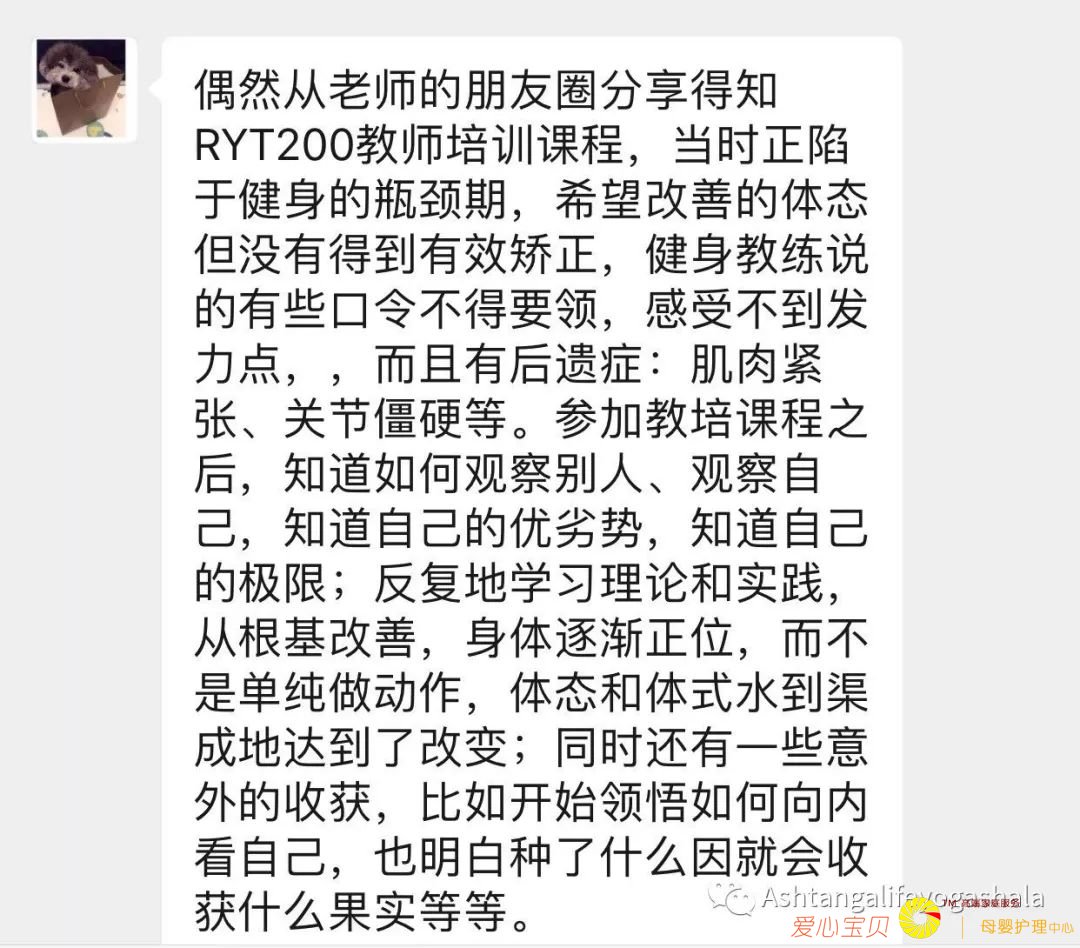 偶然从老师的朋友圈分享得知
RYT200教师培训课程，当时正陷
于健身的瓶颈期，希望改善的体态
但没有得到有效矫正，健身教练说
的有些口令不得要领，感受不到发
力点，，而且有后遗症：肌肉紧
张、关节僵硬等。参加教培课程之
后，知道如何观察别人、观察自
己，知道自己的优劣势，知道自己
的极限；反复地学习理论和实践，
从根基改善，身体逐渐正位，而不
是单纯做动作，体态和体式水到渠
成地达到了改变；同时还有一些意
外的收获，比如开始领悟如何向内
看自己，也明白种了什么因就会收
获什么果实等等。
Ashtangalifeyogashala
爱心宝贝
TM 高端家庭服务
母婴护理中心